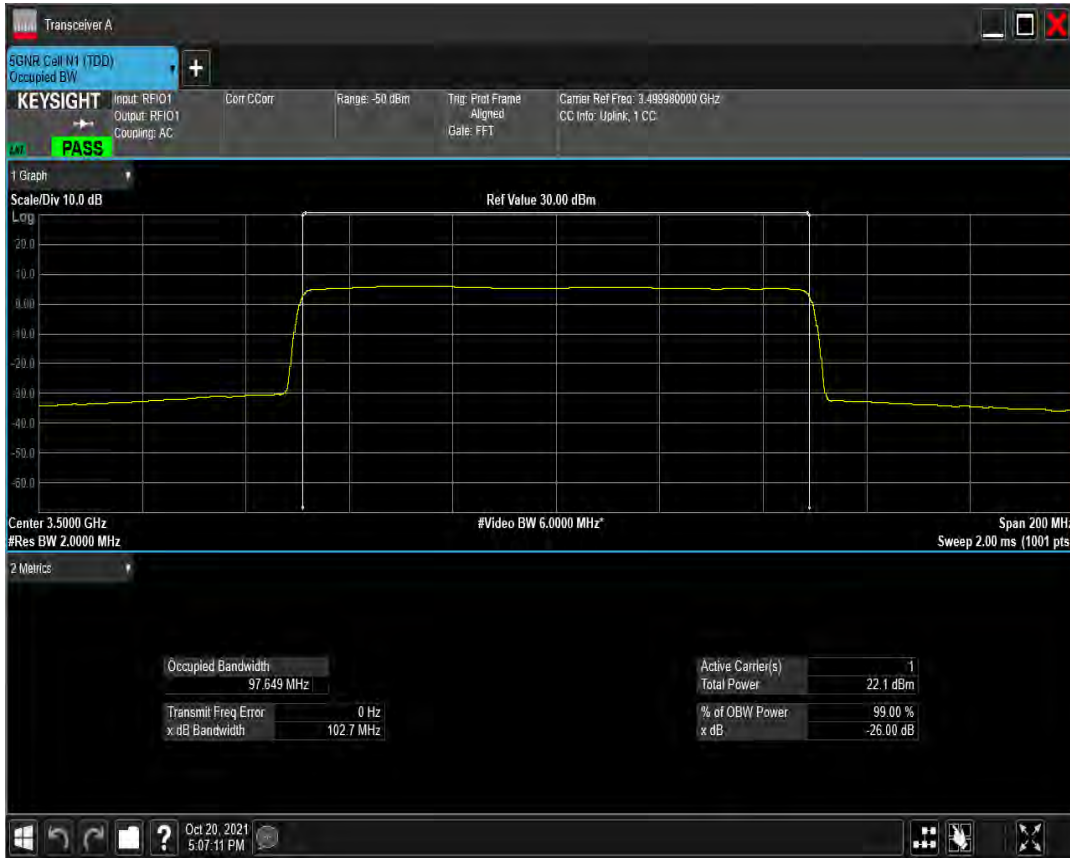 Transceiver A
5GNR Cell N1 (TDD)
Occupied BW
KEYSIGHT
Input: RFIO1
Output: RFIO1
Coupling: AC
Corr CCorr
Range: -50 dBm
Trig: Prot Frame
Aligned
Gate: FFT
Carrier Ref Freq: 3.499980000 GHz
CC Info: Uplink, 1 CC
PASS
1 Graph
Scale/Div 10.0 dB
Ref Value 30.00 dBm
Log
20.0
10.0
0.00
-10.0
-20.0
-30.0
-40.0
-50.0
-60.0
Center 3.5000 GHz
#Video BW 6.0000 MHz*
Span 200 MHz
#Res BW 2.0000 MHz
Sweep 2.00 ms (1001 pts
2 Metrics
Occupied Bandwidth
97.649 MHz
Transmit Freq Error 0 Hz
x dB Bandwidth 102.7 MHz
Active Carrier(s) 1
Total Power 22.1 dBm
% of OBW Power 99.00 %
x dB -26.00 dB
Oct 20, 2021
5:07:11 PM